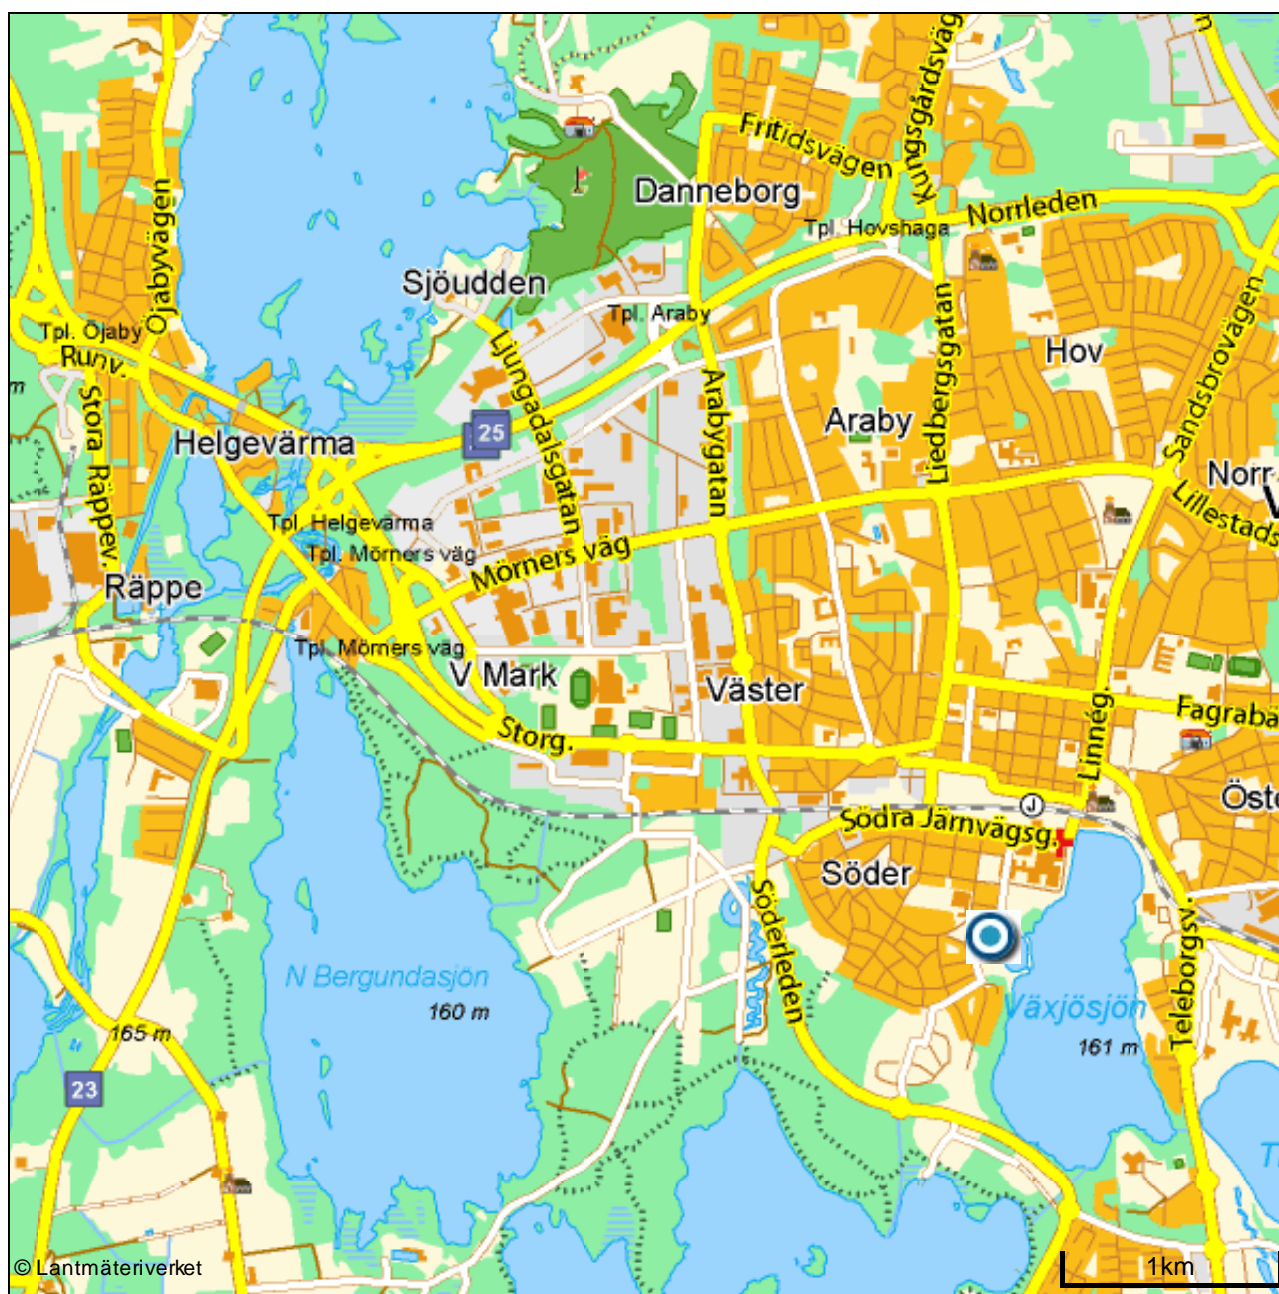 Fritidsvägen
Kungsgårdsväg
Danneborg
Norrleden
Tpl. Hovshaga
Öjabyvägen
Sjöudden
Tpl. Araby
Tpl. Öjaby
Runv.
Ljungadalsgatan
Liedbergsgatan
Hov
Sandsbrovägen
m
Stora Räppev.
Arabygatan
Araby
Helgevärma
25
Norr
Lillestads
Tpl. Helgevärma
Tpl. Mörners väg
Mörners väg
Räppe
Tpl. Mörners väg
V Mark
Väster
Linnég.
Fagrabä
Storg.
J
Öste
Södra Järnvägsg.
Söder
Söderleden
Teleborgsv.
N Bergundasjön
160 m
Växjösjön
161 m
165 m
23
© Lantmäteriverket
1km